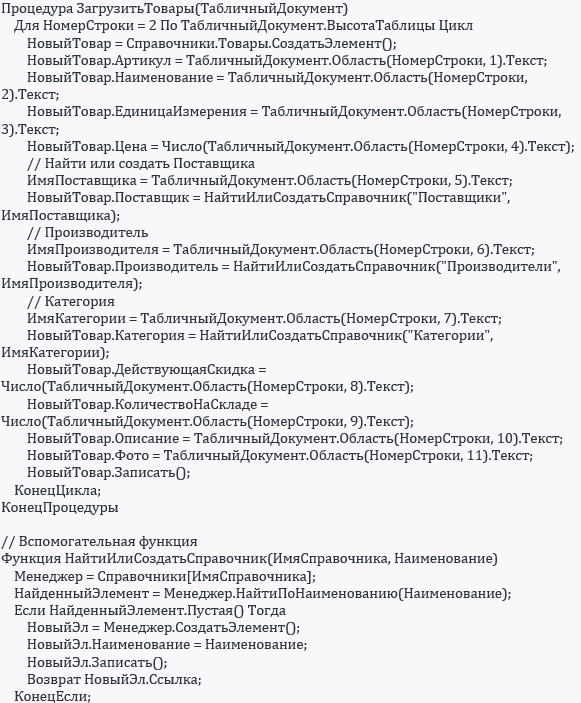 Процедура ЗагрузитьТовары(ТабличныйДокумент)
Для НомерСтроки = 2 По ТабличныйДокумент.ВысотаТаблицы Цикл
НовыйТовар = Справочники.Товары.СоздатьЭлемент();
НовыйТовар.Артикул = ТабличныйДокумент.Область(НомерСтроки, 1).Текст;
НовыйТовар.Наименование = ТабличныйДокумент.Область(НомерСтроки,
2).Текст;
НовыйТовар.ЕдиницаИзмерения = ТабличныйДокумент.Область(НомерСтроки,
3).Текст;
НовыйТовар.Цена = Число(ТабличныйДокумент.Область(НомерСтроки, 4).Текст);
// Найти или создать Поставщика
ИмяПоставщика = ТабличныйДокумент.Область(НомерСтроки, 5).Текст;
НовыйТовар.Поставщик = НайтиИлиСоздатьСправочник("Поставщики",
ИмяПоставщика);
// Производитель
ИмяПроизводителя = ТабличныйДокумент.Область(НомерСтроки, 6).Текст;
НовыйТовар.Производитель = НайтиИлиСоздатьСправочник("Производители",
ИмяПроизводителя);
// Категория
ИмяКатегории = ТабличныйДокумент.Область(НомерСтроки, 7).Текст;
НовыйТовар.Категория = НайтиИлиСоздатьСправочник("Категории",
ИмяКатегории);
НовыйТовар.ДействующаяСкидка =
Число(ТабличныйДокумент.Область(НомерСтроки, 8).Текст);
НовыйТовар.КоличествоНаСкладе =
Число(ТабличныйДокумент.Область(НомерСтроки, 9).Текст);
НовыйТовар.Описание = ТабличныйДокумент.Область(НомерСтроки, 10).Текст;
НовыйТовар.Фото = ТабличныйДокумент.Область(НомерСтроки, 11).Текст;
НовыйТовар.Записать();
КонецЦикла;
КонецПроцедуры

// Вспомогательная функция
Функция НайтиИлиСоздатьСправочник(ИмяСправочника, Наименование)
Менеджер = Справочники[ИмяСправочника];
НайденныйЭлемент = Менеджер.НайтиПоНаименованию(Наименование);
Если НайденныйЭлемент.Пустая() Тогда
НовыйЭл = Менеджер.СоздатьЭлемент();
НовыйЭл.Наименование = Наименование;
НовыйЭл.Записать();
Возврат НовыйЭл.Ссылка;
КонецЕсли;